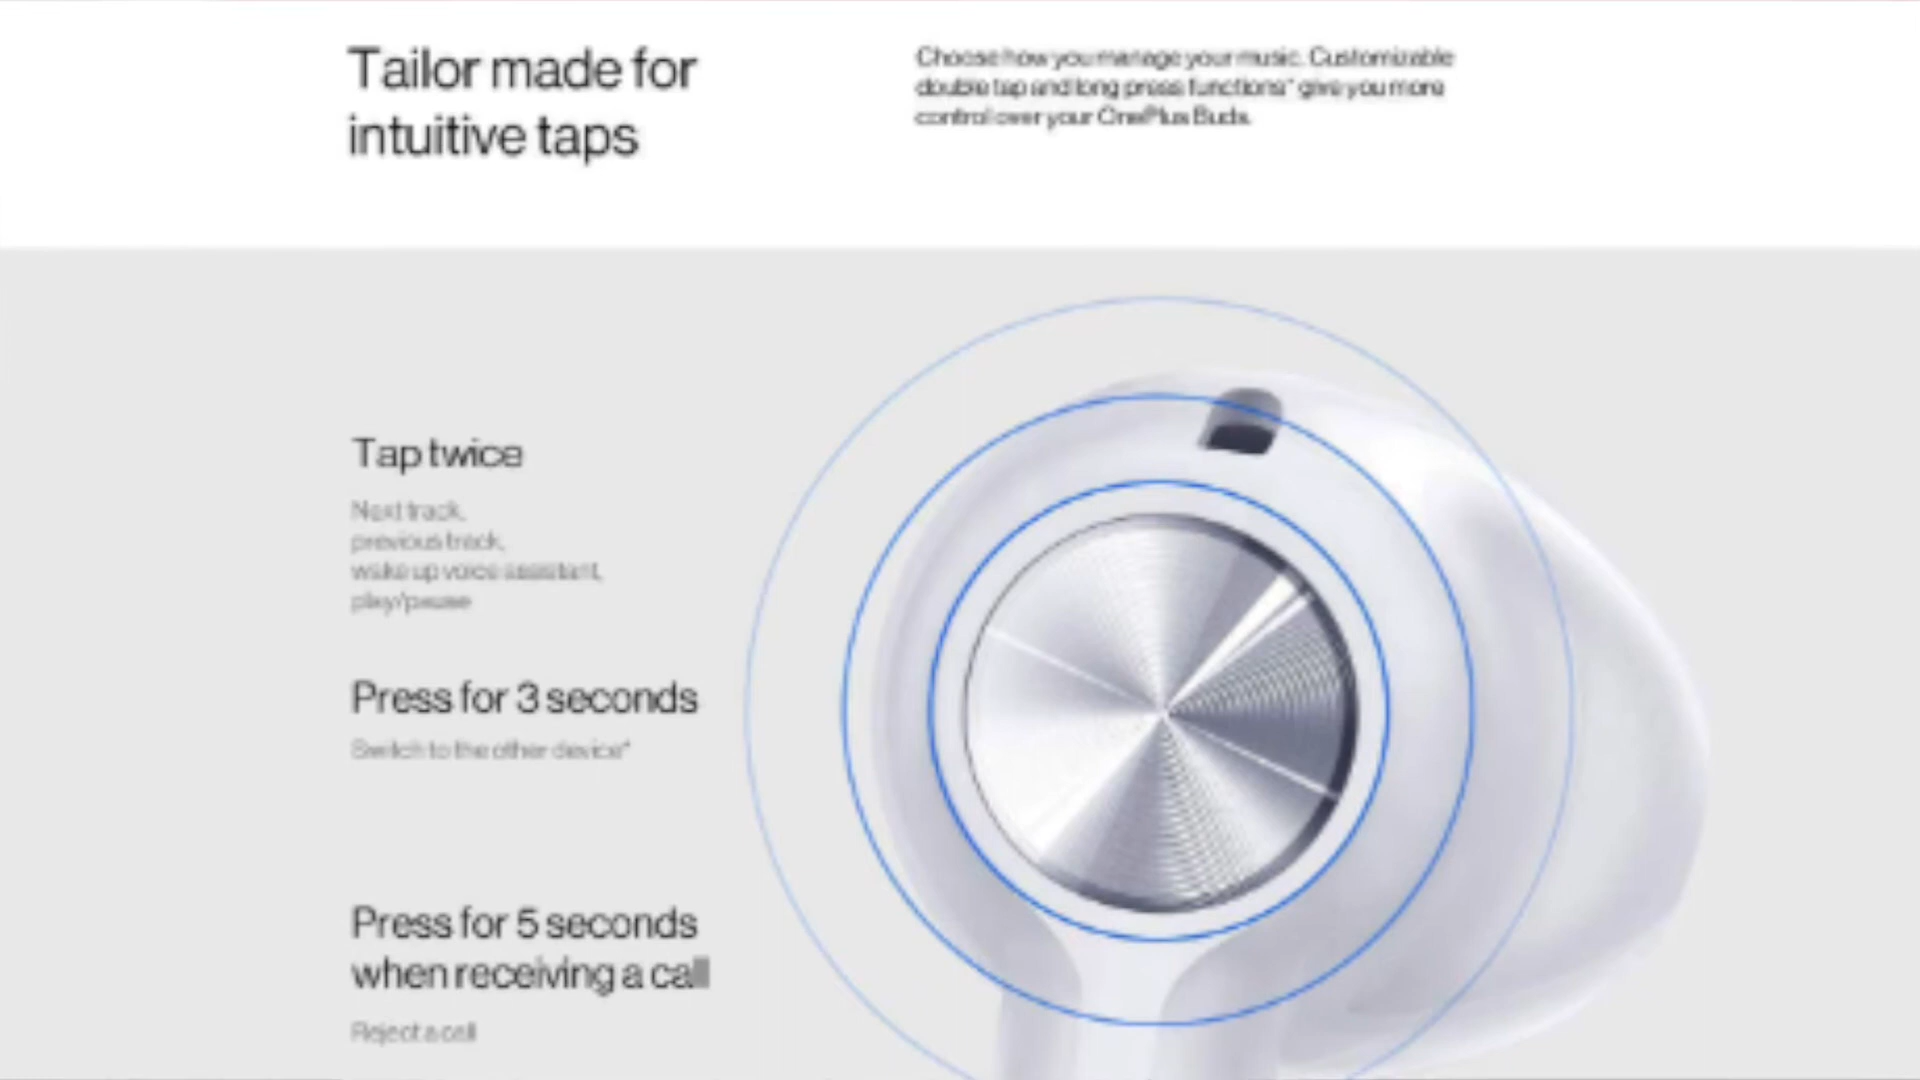 Tailor made for
intuitive taps
Choose how you manage your music. Customizable
double tap and long press functions* give you more
control over your OnePlus Buds.
Tap twice
Next track,
previous track,
wake up voice assistant,
play/pause
Press for 3 seconds
Switch to the other device*
Press for 5 seconds
when receiving a call
Reject a call